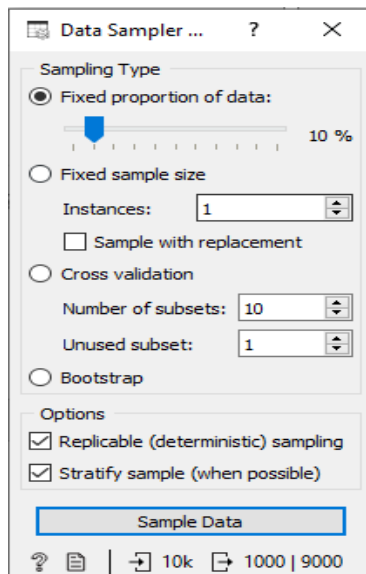 Data Sampler ... ?
Sampling Type
Fixed proportion of data:
10 %
Fixed sample size
Instances: 1
Sample with replacement
Cross validation
Number of subsets: 10
Unused subset: 1
Bootstrap
Options
Replicable (deterministic) sampling
Stratify sample (when possible)
Sample Data
? 10k 1000 | 9000